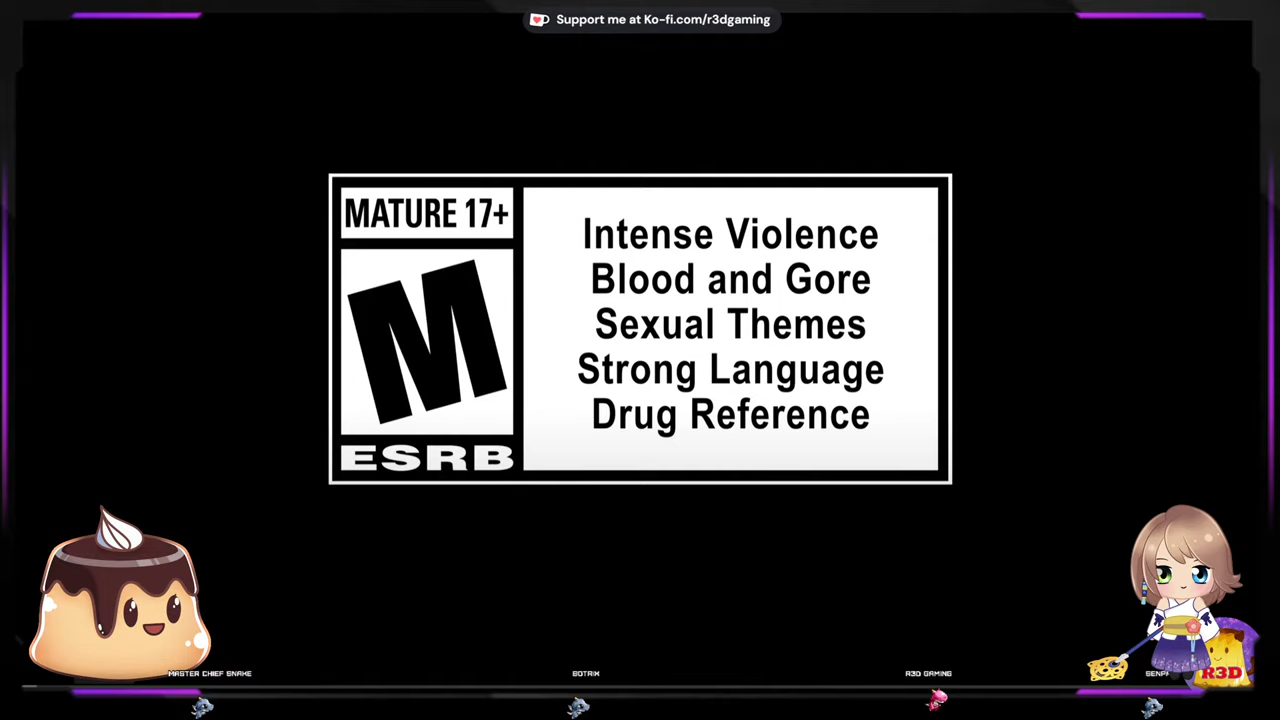 Support me at Ko-fi.com/r3dgaming
MATURE 17+
M
ESRB
Intense Violence
Blood and Gore
Sexual Themes
Strong Language
Drug Reference
MASTER CHIEF SNAKE
BOTRIX
R3D GAMING
R3D